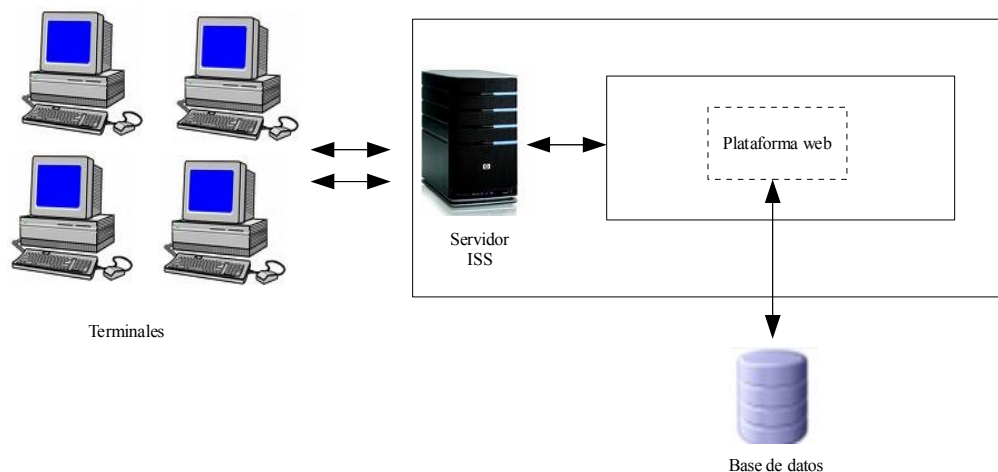 Plataforma web
Servidor
ISS
Terminales
Base de datos